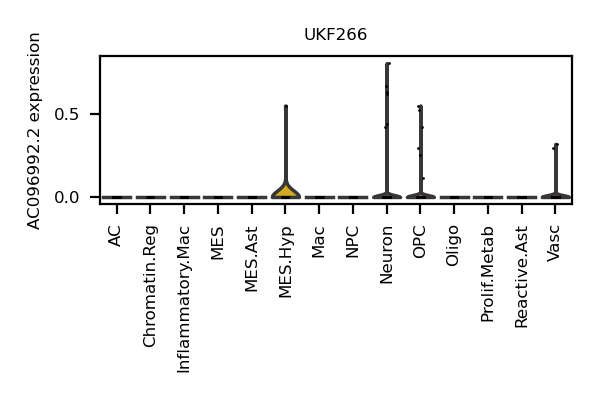 UKF266
AC096992.2 expression
0.5
0.0
AC
Chromatin.Reg
Inflammatory.Mac
MES
MES.Ast
MES.Hyp
Mac
NPC
Neuron
OPC
Oligo
Prolif.Metab
Reactive.Ast
Vasc